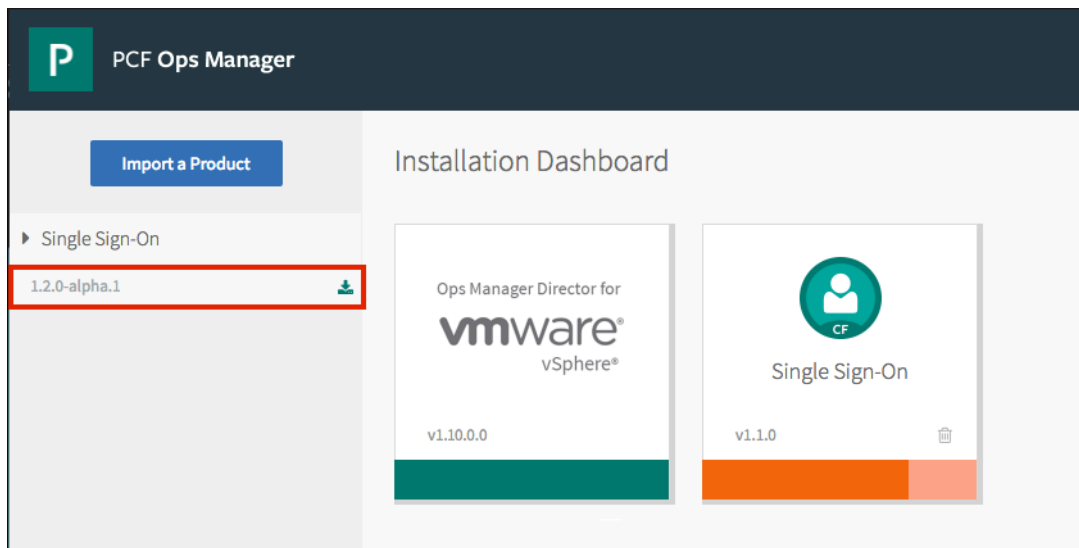 P
PCF Ops Manager
Import a Product
Installation Dashboard
Single Sign-On
1.2.0-alpha.1
Ops Manager Director for
vmware®
vSphere®
v1.10.0.0
CF
Single Sign-On
v1.1.0